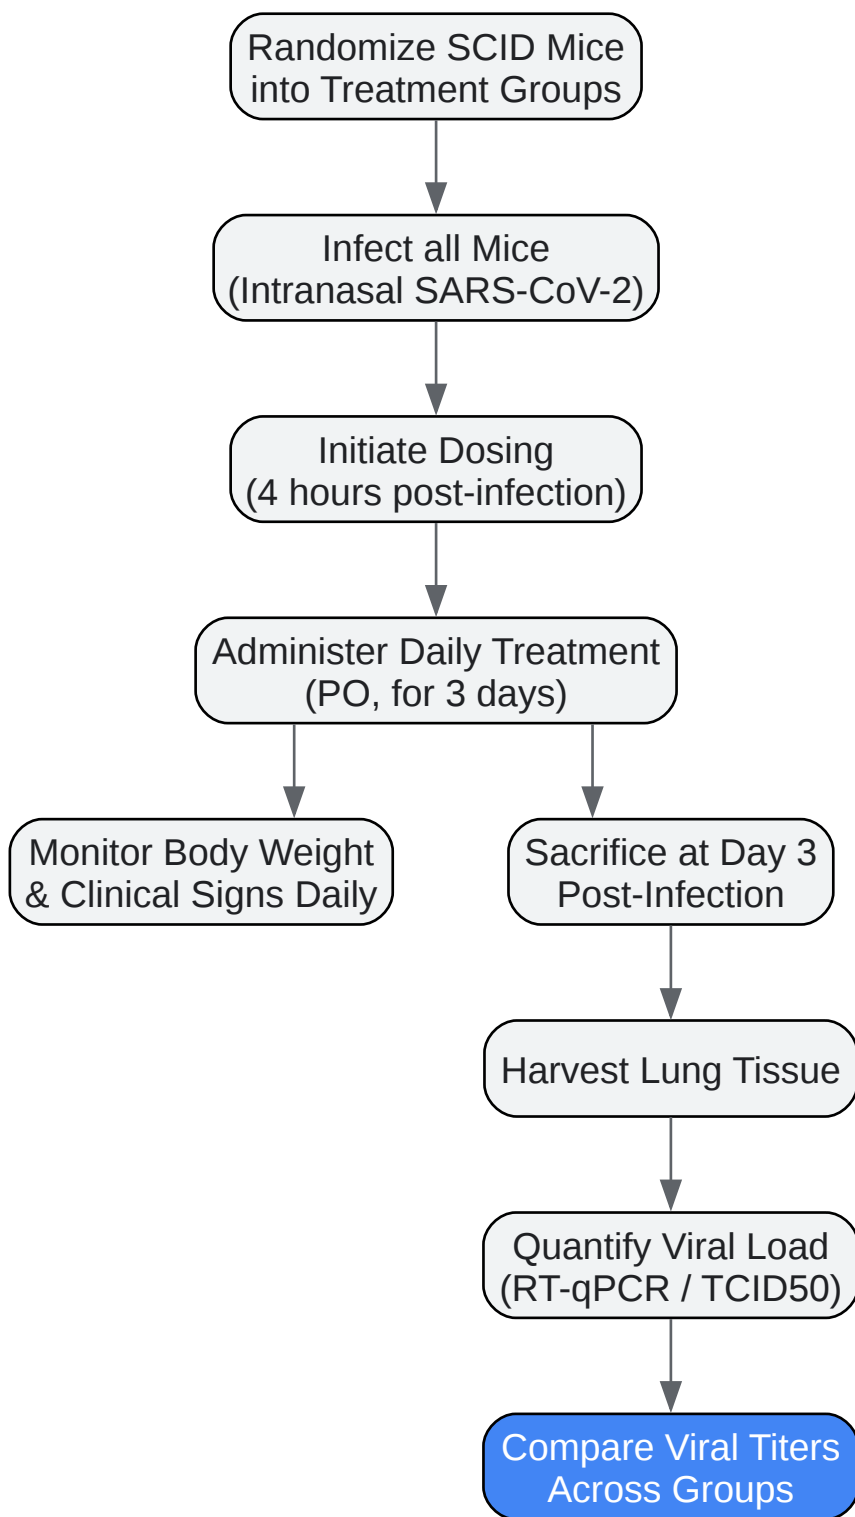 Randomize SCID Mice
into Treatment Groups
Infect all Mice
(Intranasal SARS-CoV-2)
Initiate Dosing
(4 hours post-infection)
Administer Daily Treatment
(PO, for 3 days)
Monitor Body Weight
& Clinical Signs Daily
Sacrifice at Day 3
Post-Infection
Harvest Lung Tissue
Quantify Viral Load
(RT-qPCR / TCID50)
Compare Viral Titers
Across Groups